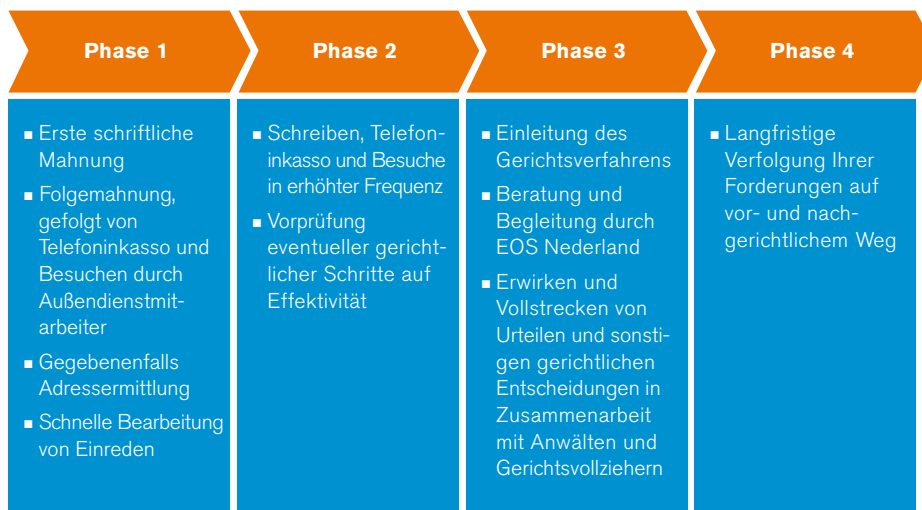 Phase 1
■ Erste schriftliche
Mahnung
■ Folgemahnung,
gefolgt von
Telefoninkasso und
Besuchen durch
Außendienstmit-
arbeiter
■ Gegebenenfalls
Adressermittlung
■ Schnelle Bearbeitung
von Einreden
Phase 2
■ Schreiben, Telefon-
inkasso und Besuche
in erhöhter Frequenz
■ Vorprüfung
eventueller gericht-
licher Schritte auf
Effektivität
Phase 3
■ Einleitung des
Gerichtsverfahrens
■ Beratung und
Begleitung durch
EOS Nederland
■ Erwirken und
Vollstrecken von
Urteilen und sonsti-
gen gerichtlichen
Entscheidungen in
Zusammenarbeit
mit Anwälten und
Gerichtsvollziehern
Phase 4
■ Langfristige
Verfolgung Ihrer
Forderungen auf
vor- und nach-
gerichtlichem Weg